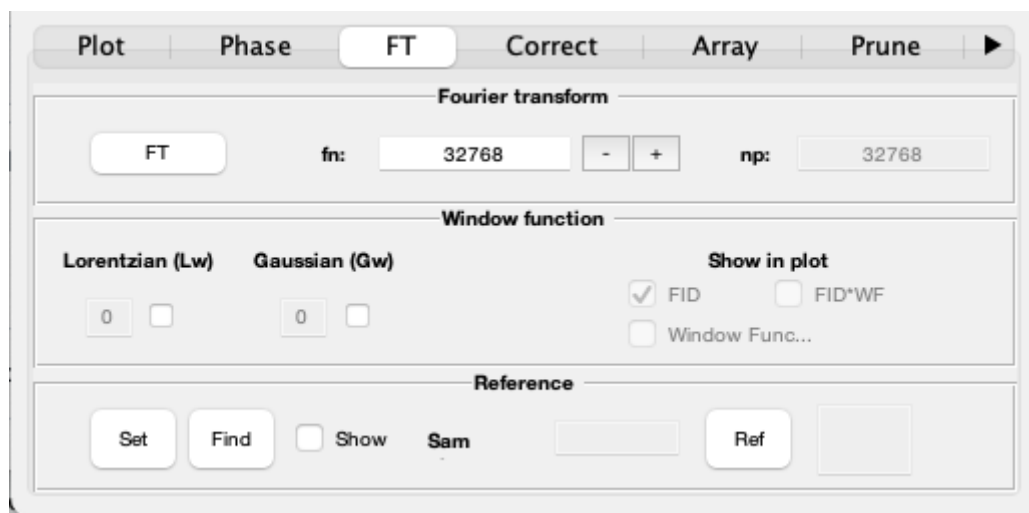 Plot Phase FT Correct Array Prune ▶
Fourier transform
FT fn: 32768 - + np: 32768
Window function
Lorentzian (Lw) Gaussian (Gw) Show in plot
0 0 FID FID*WF
Window Func...
Reference
Set Find Show Sam Ref